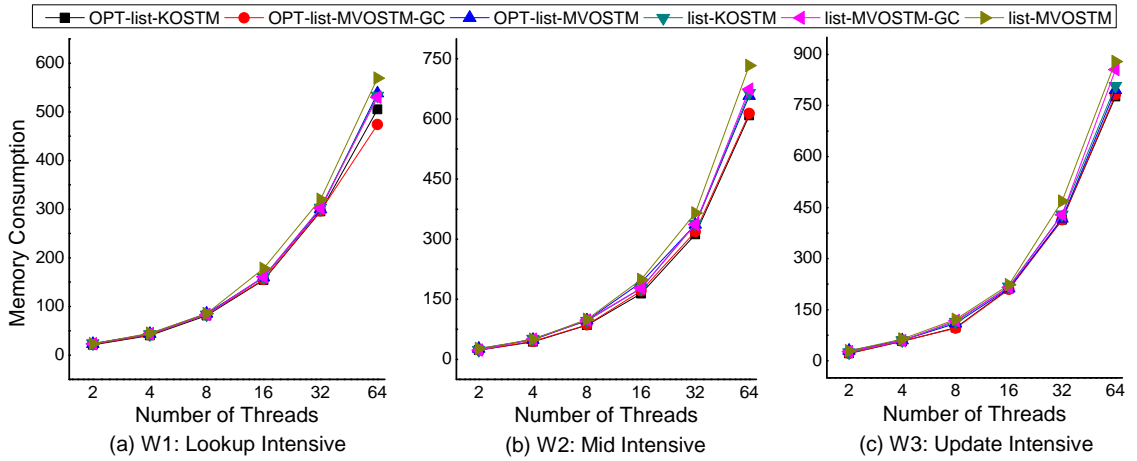 OPT-list-KOSTM OPT-list-MVOSTM-GC OPT-list-MVOSTM list-KOSTM list-MVOSTM-GC list-MVOSTM
Memory Consumption
600
500
400
300
200
100
0
2 4 8 16 32 64
Number of Threads
(a) W1: Lookup Intensive
750
600
450
300
150
0
2 4 8 16 32 64
Number of Threads
(b) W2: Mid Intensive
900
750
600
450
300
150
0
2 4 8 16 32 64
Number of Threads
(c) W3: Update Intensive